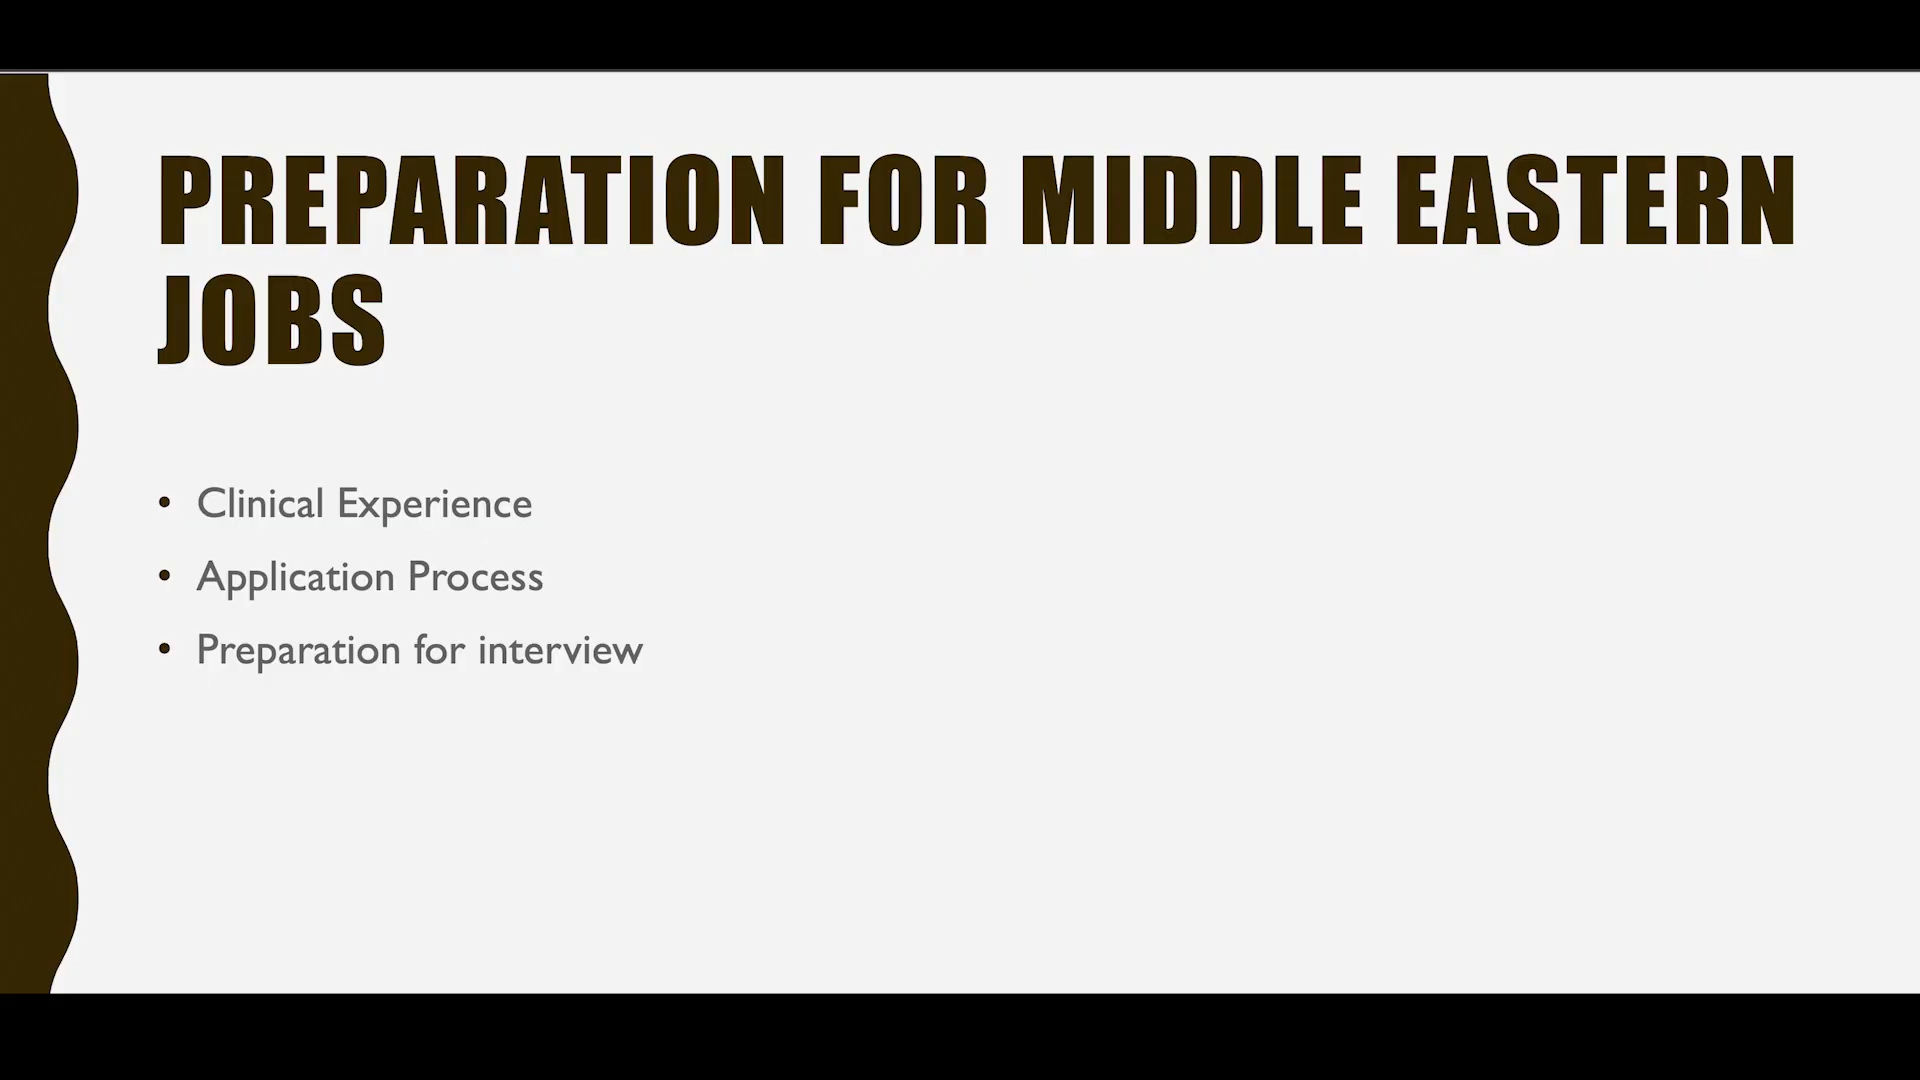 PREPARATION FOR MIDDLE EASTERN
JOBS
• Clinical Experience
• Application Process
• Preparation for interview